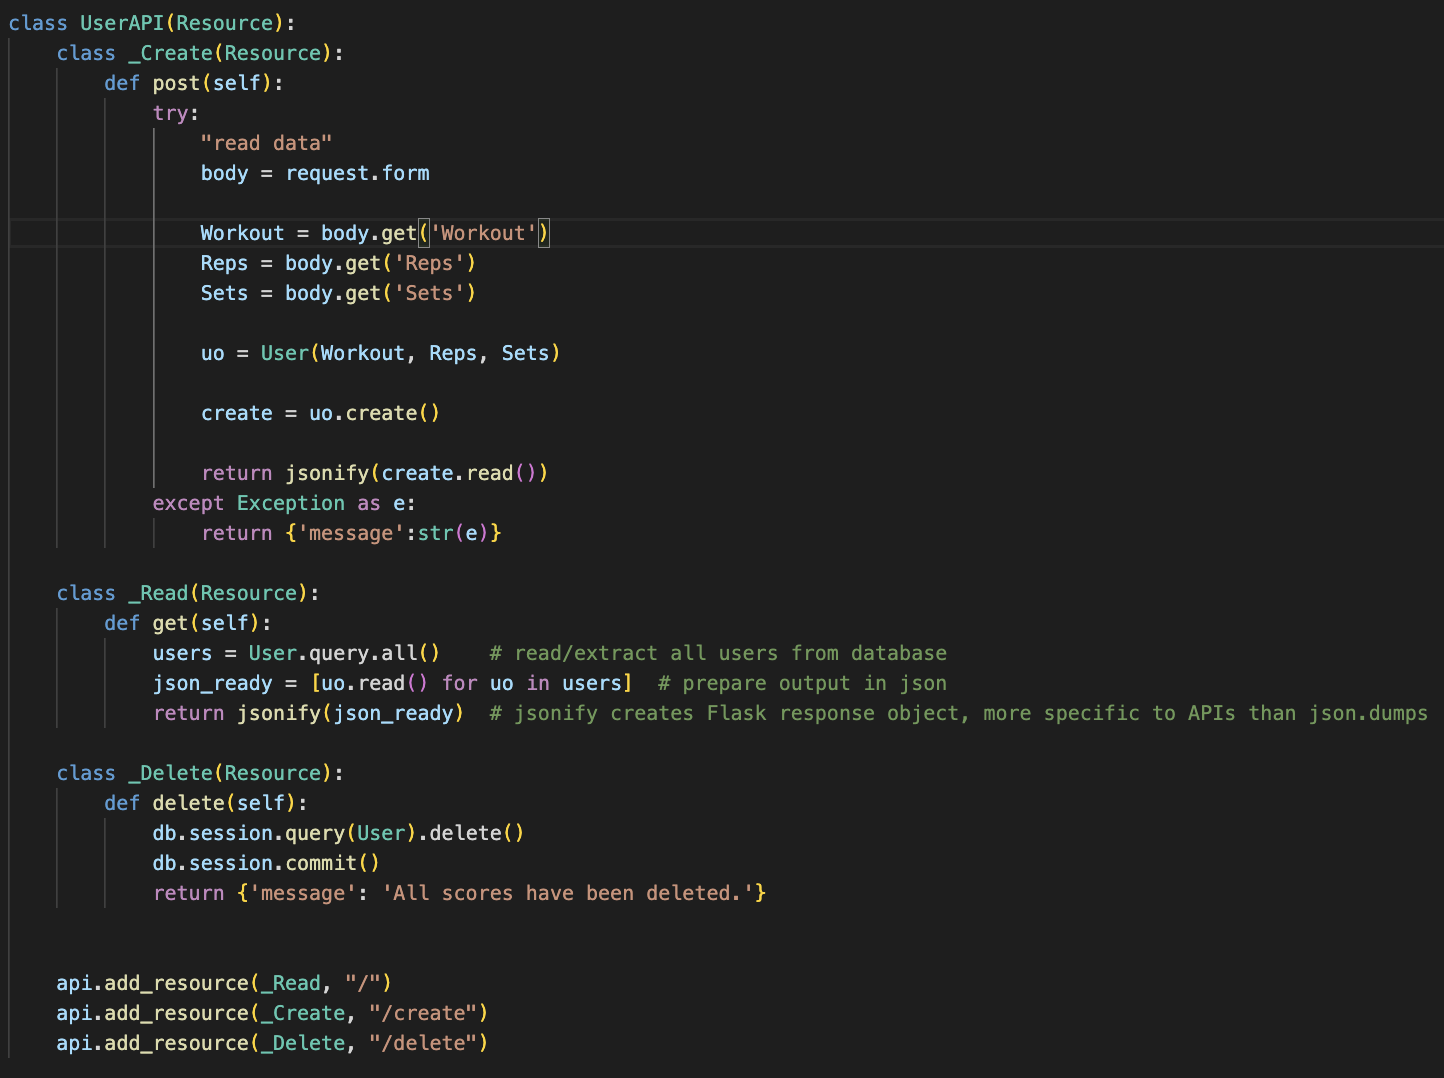 class UserAPI(Resource):
    class _Create(Resource):
        def post(self):
            try:
                "read data"
                body = request.form

                Workout = body.get('Workout')
                Reps = body.get('Reps')
                Sets = body.get('Sets')

                uo = User(Workout, Reps, Sets)

                create = uo.create()

                return jsonify(create.read())
            except Exception as e:
                return {'message':str(e)}

    class _Read(Resource):
        def get(self):
            users = User.query.all()    # read/extract all users from database
            json_ready = [uo.read() for uo in users]  # prepare output in json
            return jsonify(json_ready)  # jsonify creates Flask response object, more specific to APIs than json.dumps

    class _Delete(Resource):
        def delete(self):
            db.session.query(User).delete()
            db.session.commit()
            return {'message': 'All scores have been deleted.'}


    api.add_resource(_Read, "/")
    api.add_resource(_Create, "/create")
    api.add_resource(_Delete, "/delete")